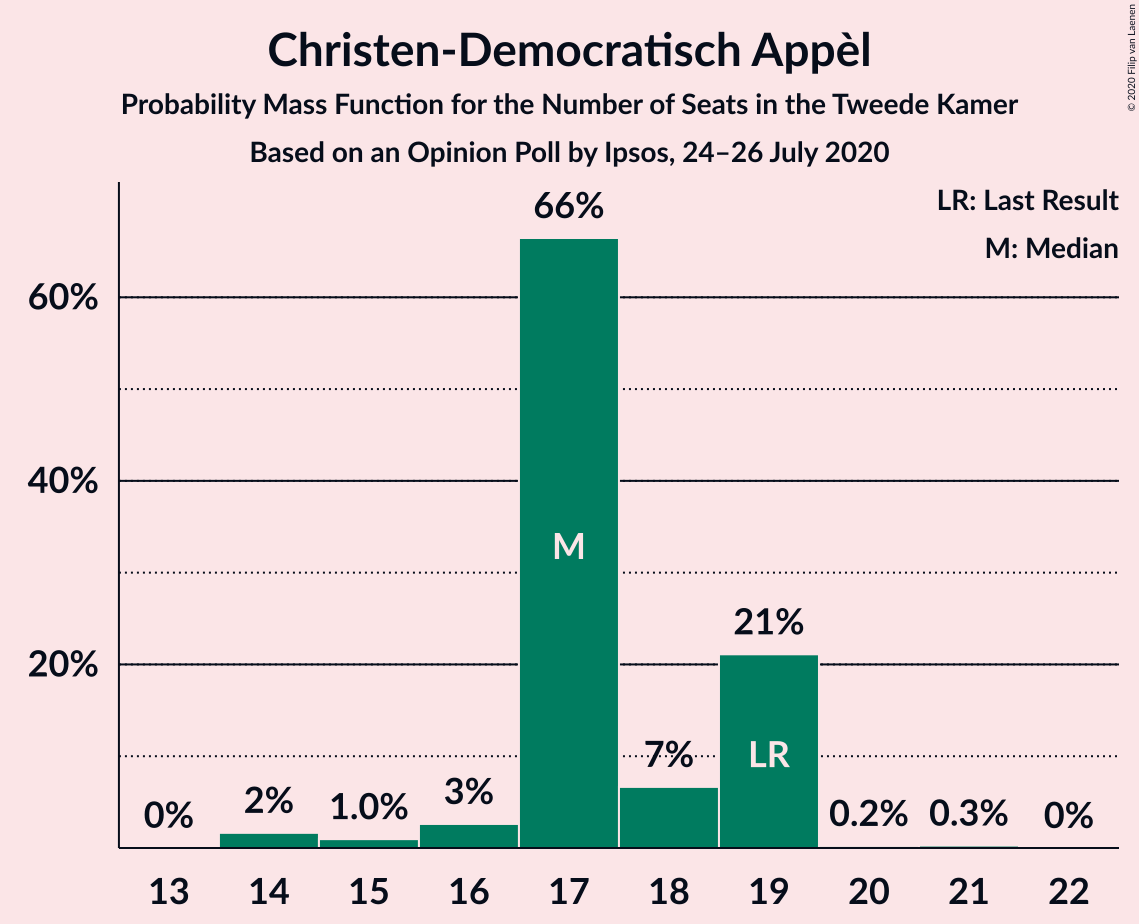 Christen-Democratisch Appèl
Probability Mass Function for the Number of Seats in the Tweede Kamer
Based on an Opinion Poll by Ipsos, 24–26 July 2020
© 2020 Filip van Laenen
LR: Last Result
M: Median
60%
40%
20%
0%
2%
1.0%
3%
66%
M
7%
21%
LR
0.2%
0.3%
0%
13 14 15 16 17 18 19 20 21 22